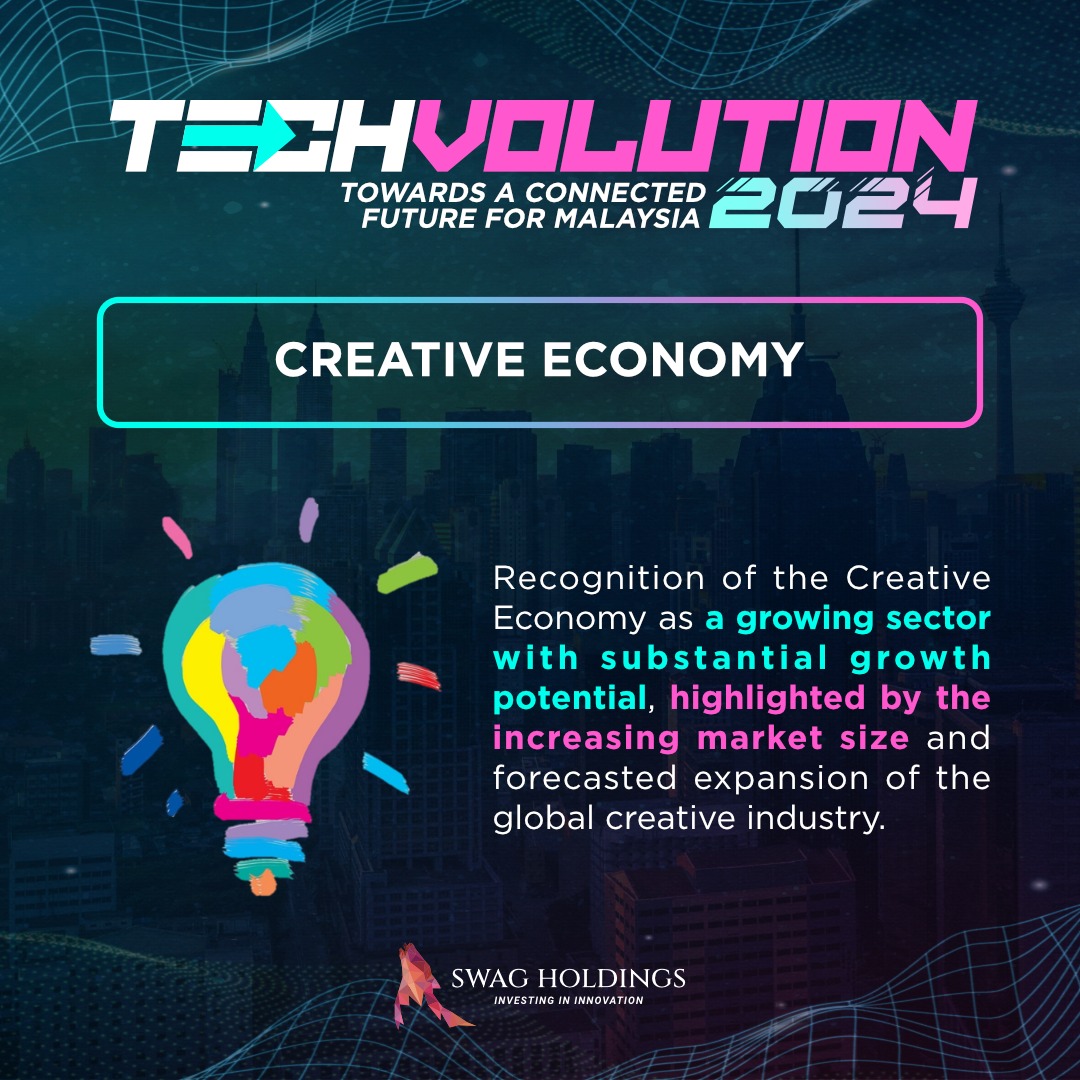 TECHVOLUTION
TOWARDS A CONNECTED
FUTURE FOR MALAYSIA 2024
CREATIVE ECONOMY
Recognition of the Creative
Economy as a growing sector
with substantial growth
potential, highlighted by the
increasing market size and
forecasted expansion of the
global creative industry.
SWAG HOLDINGS
INVESTING IN INNOVATION